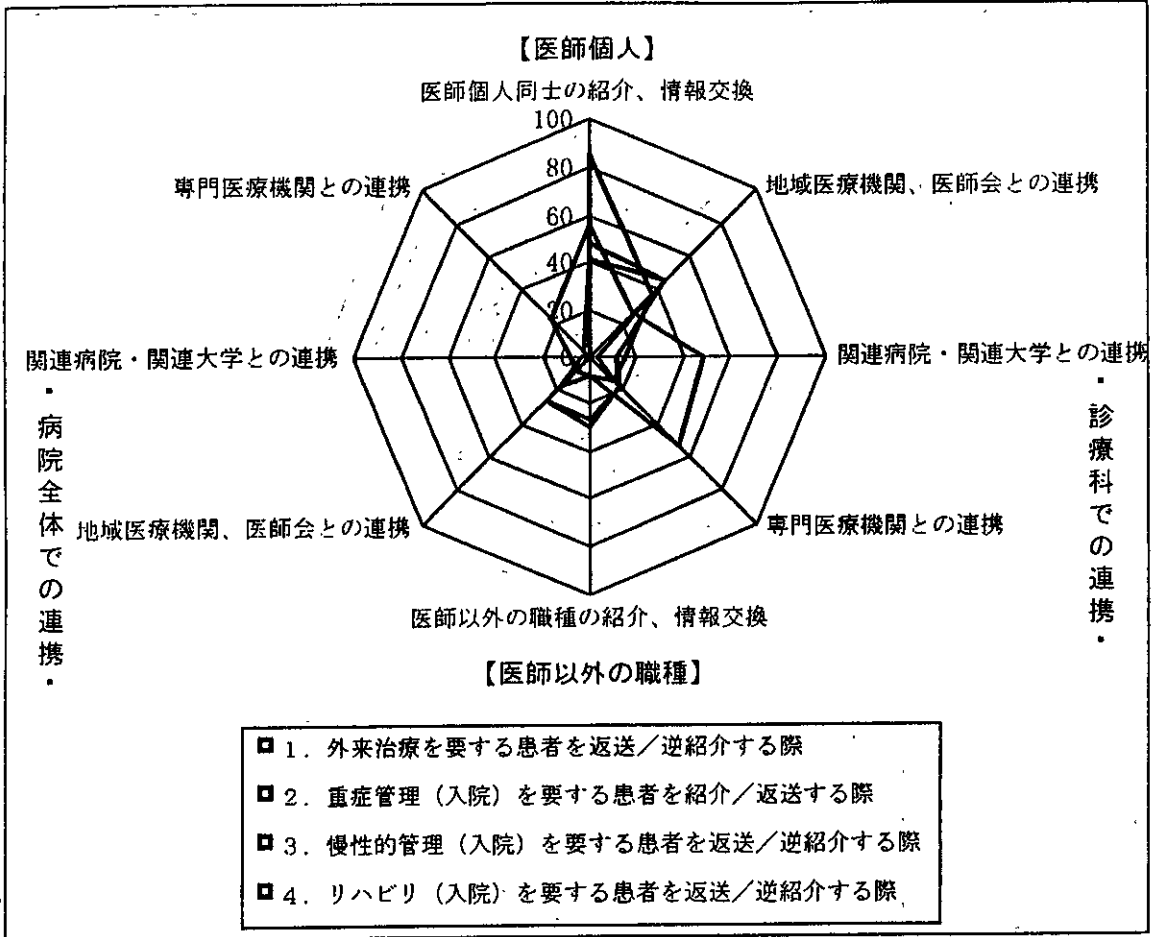 【医師個人】
医師個人同士の紹介、情報交換
100
80
60
40
20
0
専門医療機関との連携
地域医療機関、医師会との連携
関連病院・関連大学との連携
関連病院・関連大学との連携
・病院全体での連携・
・診療科での連携・
地域医療機関、医師会との連携
専門医療機関との連携
医師以外の職種の紹介、情報交換
【医師以外の職種】
1. 外来治療を要する患者を返送／逆紹介する際
2. 重症管理（入院）を要する患者を紹介／返送する際
3. 慢性的管理（入院）を要する患者を返送／逆紹介する際
4. リハビリ（入院）を要する患者を返送／逆紹介する際